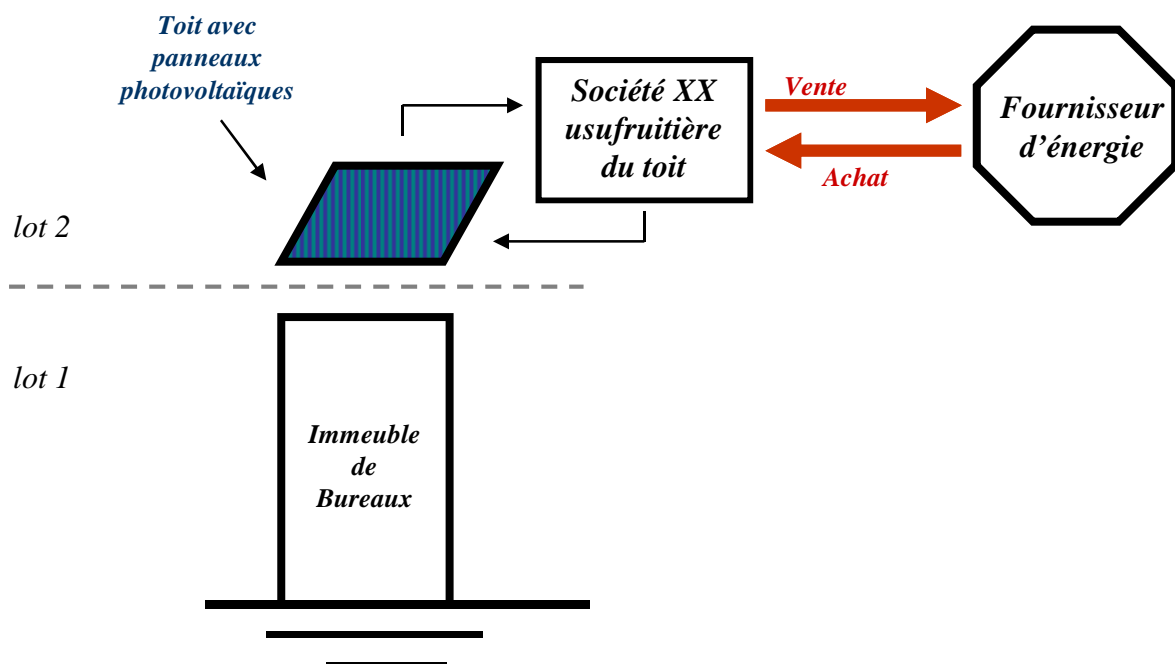 Toit avec
panneaux
photovoltaïques
Société XX
usufruitière
du toit
Vente
Achat
Fournisseur
d’énergie
lot 2
lot 1
Immeuble
de
Bureaux